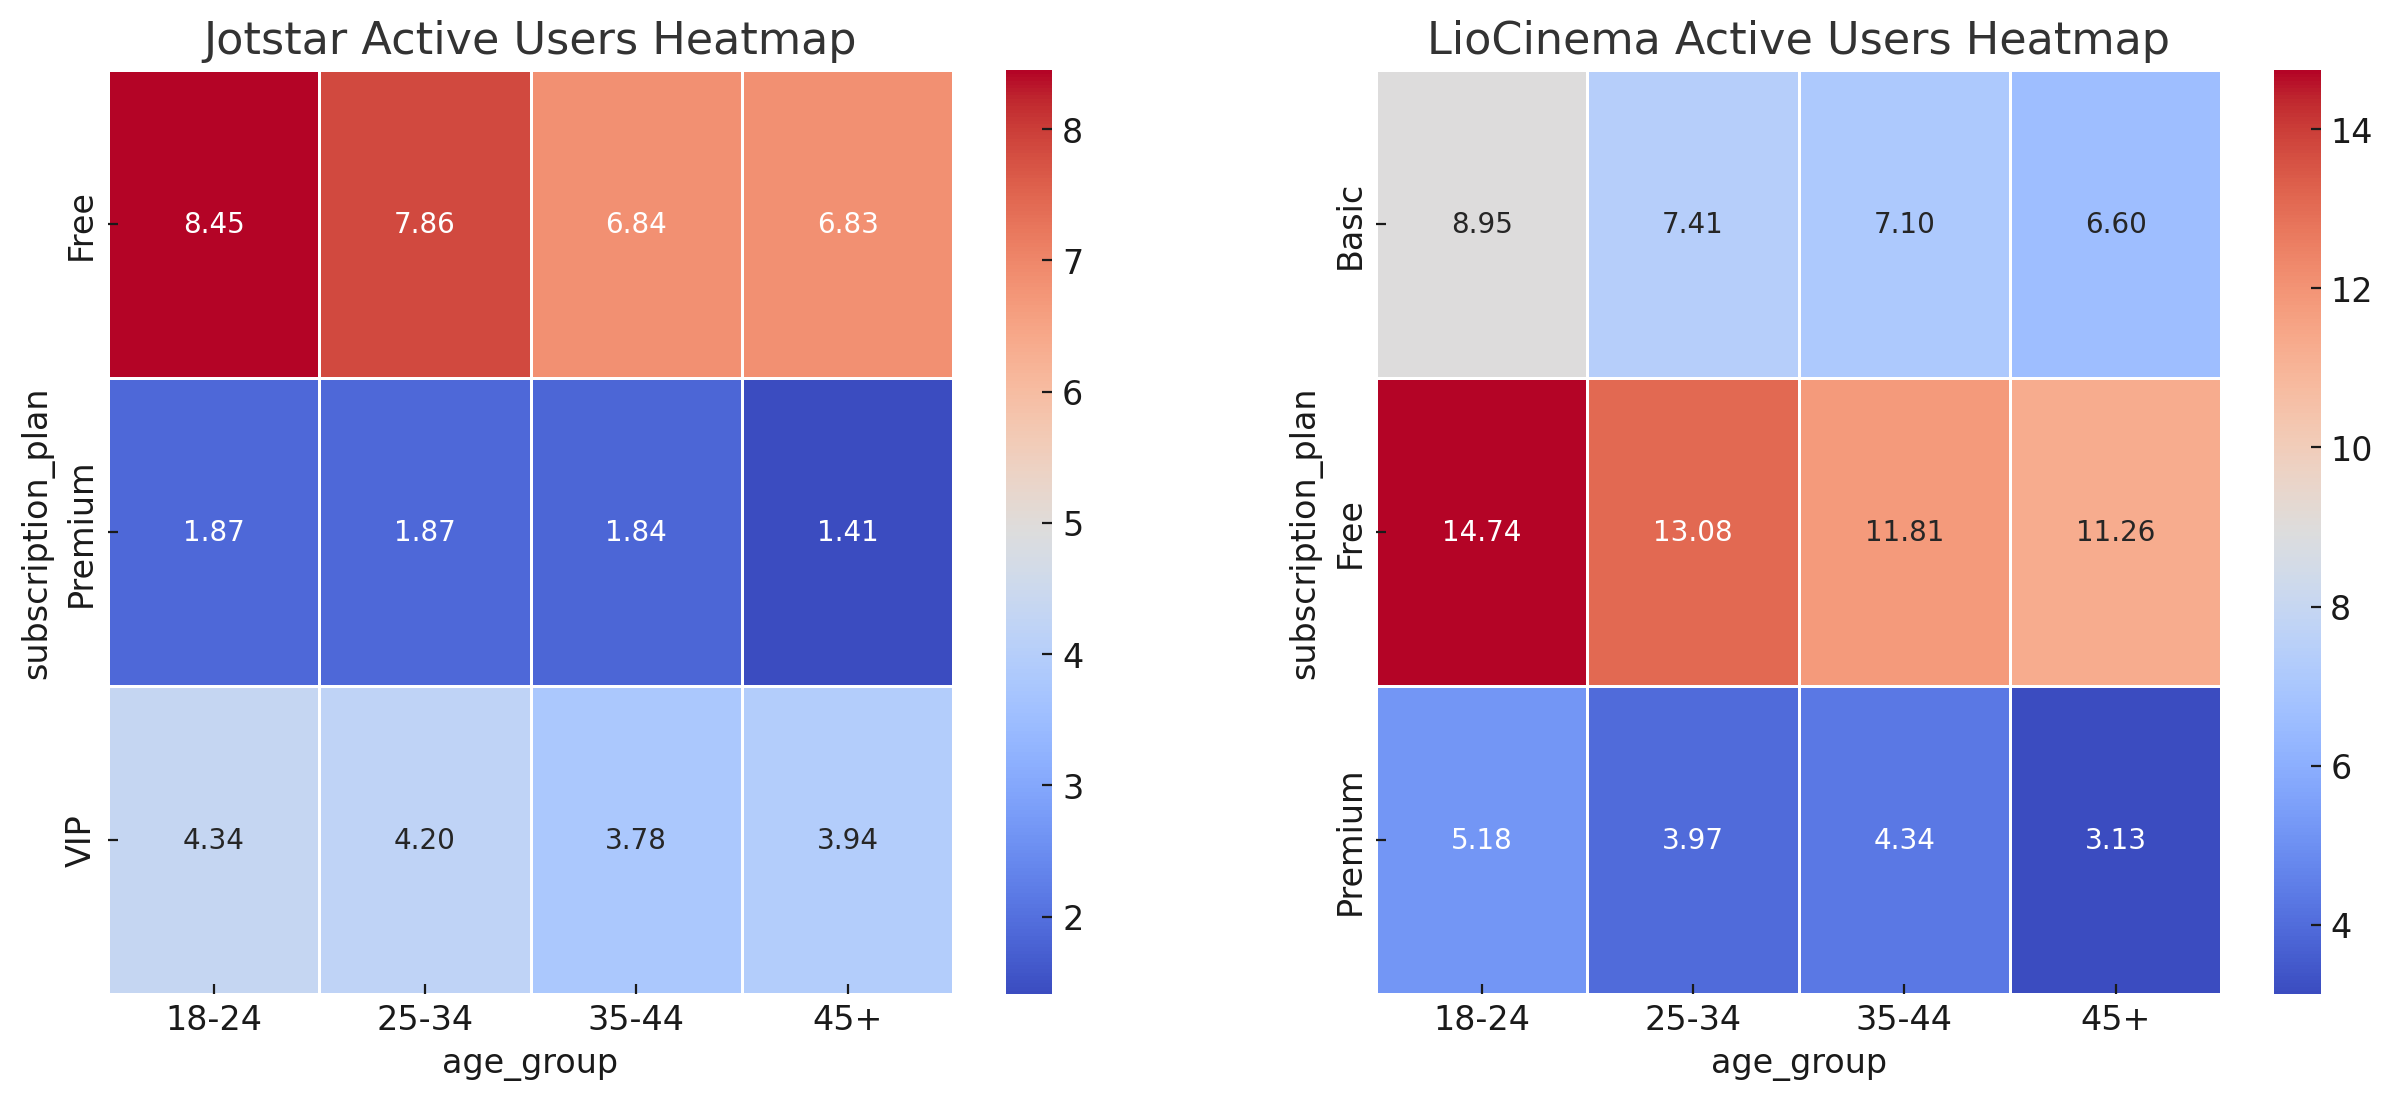 Jotstar Active Users Heatmap
subscription_plan
Free
Premium
VIP
8.45 7.86 6.84 6.83
1.87 1.87 1.84 1.41
4.34 4.20 3.78 3.94
18-24 25-34 35-44 45+
age_group
8
7
6
5
4
3
2
LioCinema Active Users Heatmap
subscription_plan
Basic
Free
Premium
8.95 7.41 7.10 6.60
14.74 13.08 11.81 11.26
5.18 3.97 4.34 3.13
18-24 25-34 35-44 45+
age_group
14
12
10
8
6
4